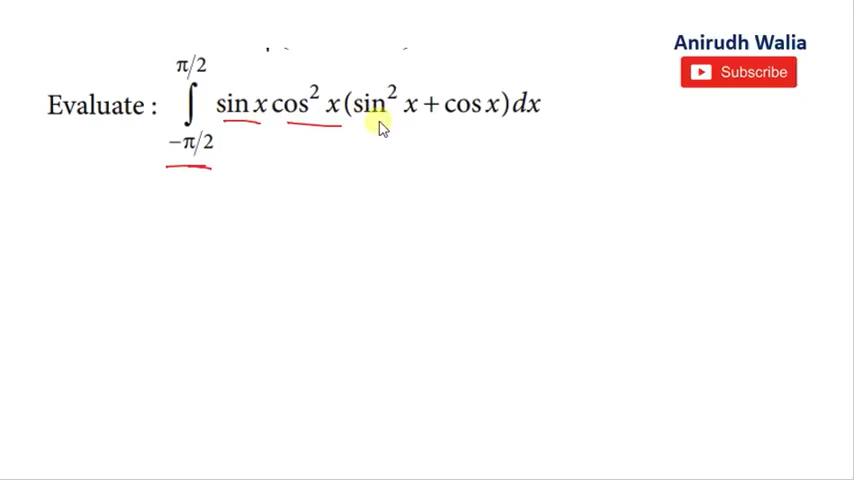 Anirudh Walia
Subscribe
Evaluate : ∫_{−π/2}^{π/2} sin x cos² x (sin² x + cos x) dx